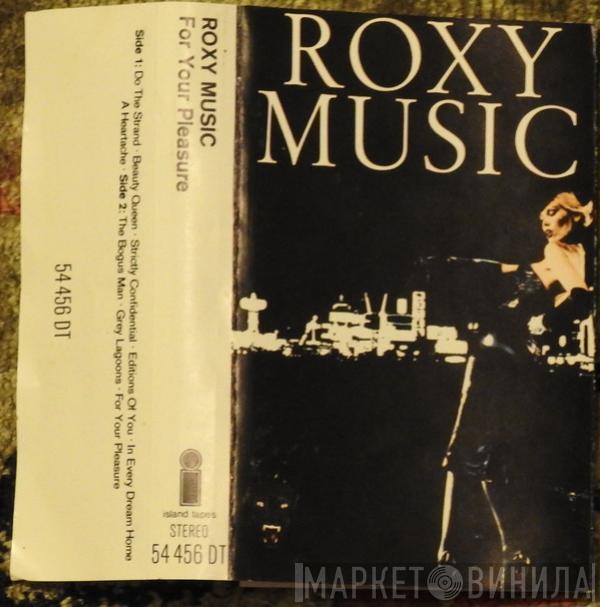 Side 1: Do The Strand · Beauty Queen · Strictly Confidential · Editions Of You · In Every Dream Home
A Heartache · Side 2: The Bogus Man · Grey Lagoons · For Your Pleasure
54 456 DT
ROXY MUSIC
For Your Pleasure
island tapes
STEREO
54 456 DT
ROXY
MUSIC
МАРКЕТ ВИНИЛА